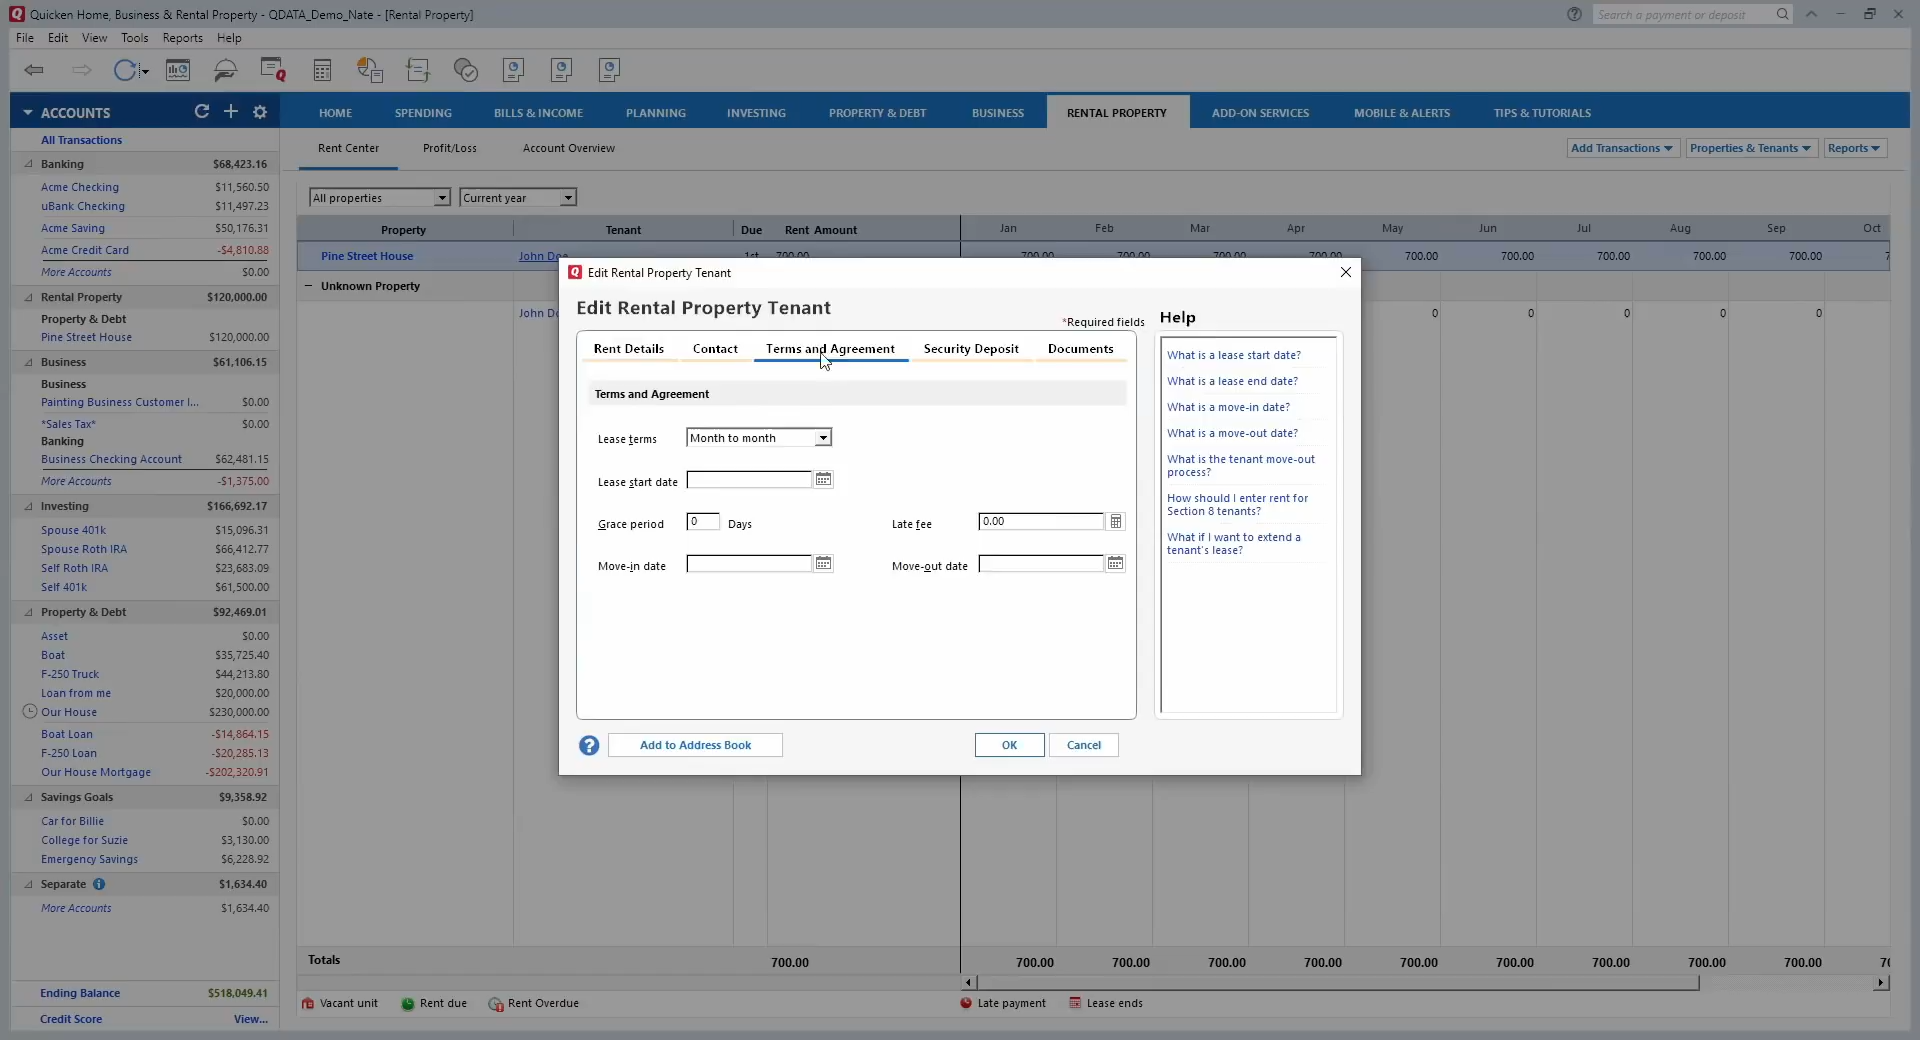 Quicken Home, Business & Rental Property - QDATA_Demo_Nate - [Rental Property]
Search a payment or deposit
File Edit View Tools Reports Help
ACCOUNTS
HOME SPENDING BILLS & INCOME PLANNING INVESTING PROPERTY & DEBT BUSINESS RENTAL PROPERTY ADD-ON SERVICES MOBILE & ALERTS TIPS & TUTORIALS
All Transactions
Banking $68,423.16
Acme Checking $11,560.50
uBank Checking $11,497.23
Acme Saving $50,176.31
Acme Credit Card -$4,810.88
More Accounts $0.00
Rental Property $120,000.00
Property & Debt
Pine Street House $120,000.00
Business $61,106.15
Business
Painting Business Customer I... $0.00
*Sales Tax* $0.00
Banking
Business Checking Account $62,481.15
More Accounts -$1,375.00
Investing $166,692.17
Spouse 401k $15,096.31
Spouse Roth IRA $66,412.77
Self Roth IRA $23,683.09
Self 401k $61,500.00
Property & Debt $92,469.01
Asset $0.00
Boat $35,725.40
F-250 Truck $44,213.80
Loan from me $20,000.00
Our House $230,000.00
Boat Loan -$14,864.15
F-250 Loan -$20,285.13
Our House Mortgage -$202,320.91
Savings Goals $9,358.92
Car for Billie $0.00
College for Suzie $3,130.00
Emergency Savings $6,228.92
Separate $1,634.40
More Accounts $1,634.40
Ending Balance $518,049.41
Credit Score View...
Rent Center Profit/Loss Account Overview
Add Transactions Properties & Tenants Reports
All properties Current year
Property Tenant Due Rent Amount Jan Feb Mar Apr May Jun Jul Aug Sep Oct
Pine Street House John Doe 1st 700.00 700.00 700.00 700.00 700.00 700.00 700.00 700.00 700.00 700.00 7
Unknown Property
John Do 0 0 0 0 0
Edit Rental Property Tenant
Edit Rental Property Tenant
*Required fields
Rent Details Contact Terms and Agreement Security Deposit Documents
Terms and Agreement
Lease terms Month to month
Lease start date
Grace period 0 Days Late fee 0.00
Move-in date Move-out date
Add to Address Book OK Cancel
Help
What is a lease start date?
What is a lease end date?
What is a move-in date?
What is a move-out date?
What is the tenant move-out
process?
How should I enter rent for
Section 8 tenants?
What if I want to extend a
tenant's lease?
Totals 700.00 700.00 700.00 700.00 700.00 700.00 700.00 700.00 700.00 700.00 7(
Vacant unit Rent due Rent Overdue Late payment Lease ends